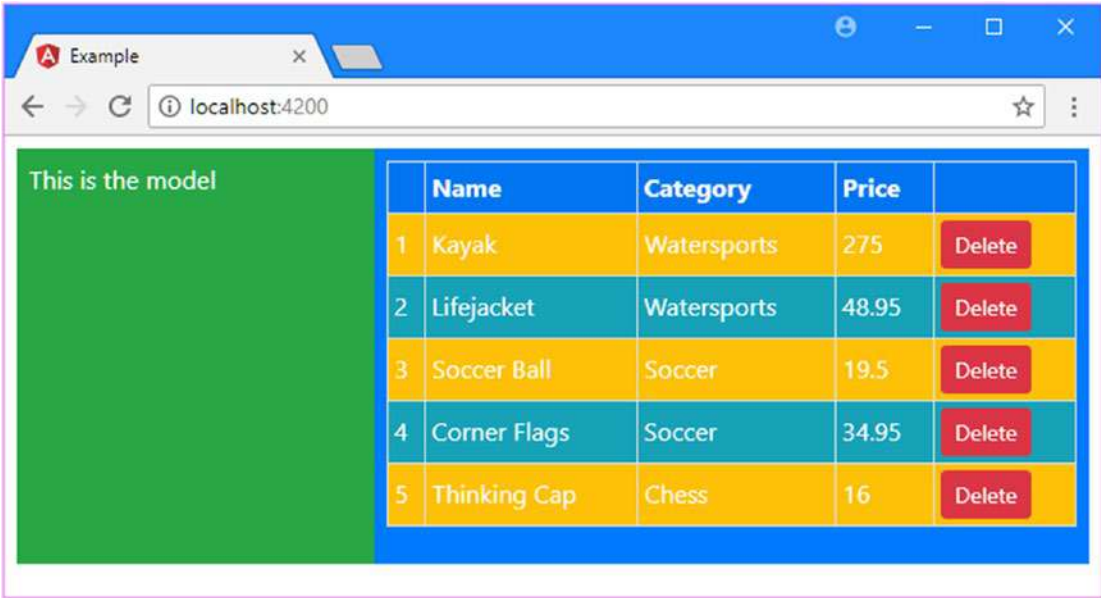 Example
localhost:4200
This is the model
Name Category Price
1 Kayak Watersports 275 Delete
2 Lifejacket Watersports 48.95 Delete
3 Soccer Ball Soccer 19.5 Delete
4 Corner Flags Soccer 34.95 Delete
5 Thinking Cap Chess 16 Delete